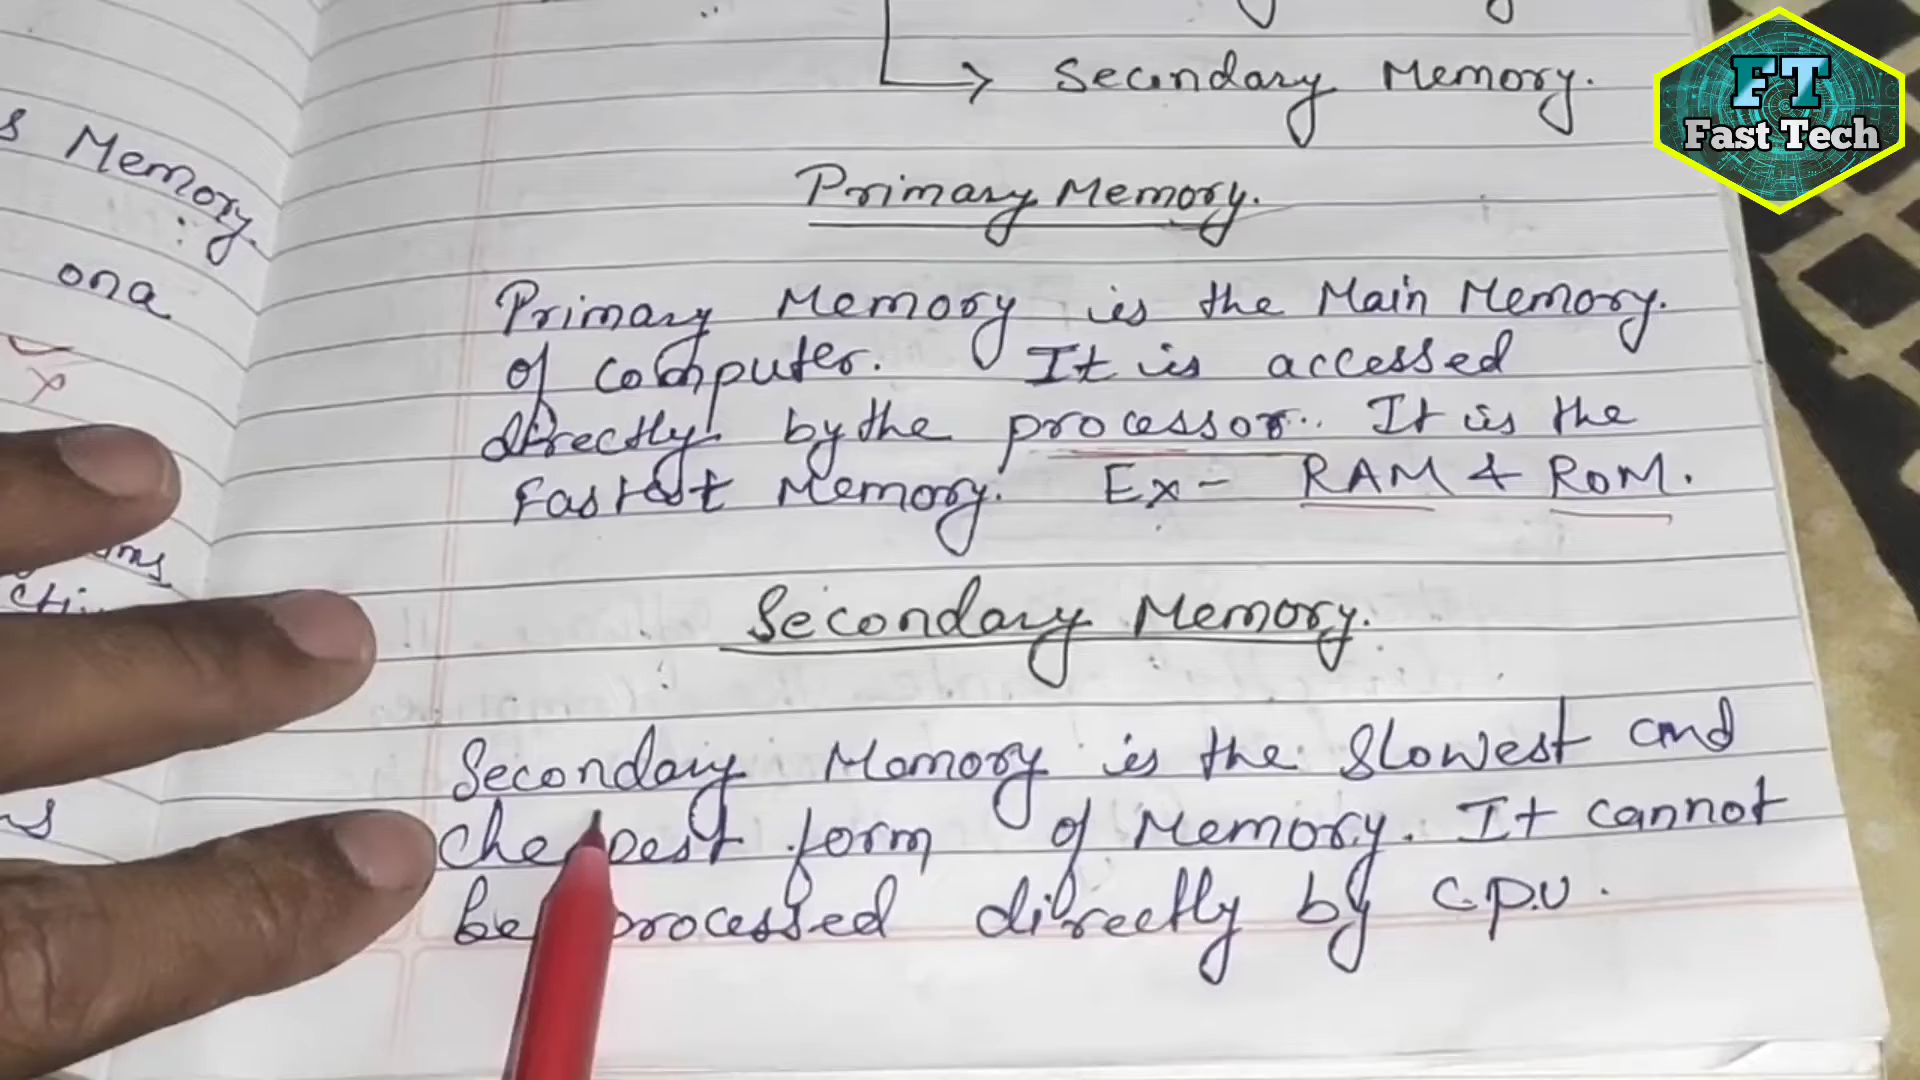 → Secondary Memory.
FT
Fast Tech
s Memory.
ona
Primary Memory.
Primary Memory is the Main Memory.
of computer. It is accessed
directly by the processor. It is the
Fastest Memory. Ex- RAM & ROM.
Secondary Memory.
Secondary Memory is the Slowest and
Cheapest form of Memory. It cannot
be processed directly by C.P.U.